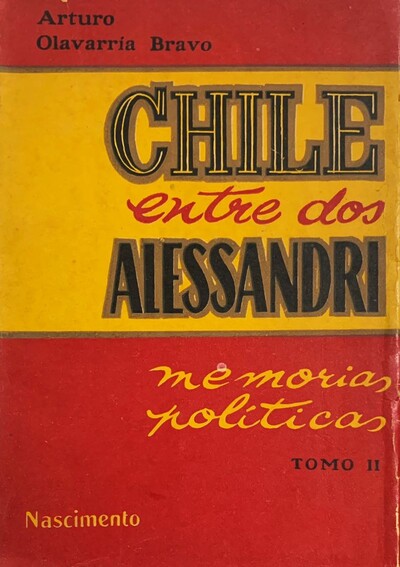 Arturo
Olavarría Bravo
CHILE
entre dos
ALESSANDRI
memorias
políticas
TOMO II
Nascimento